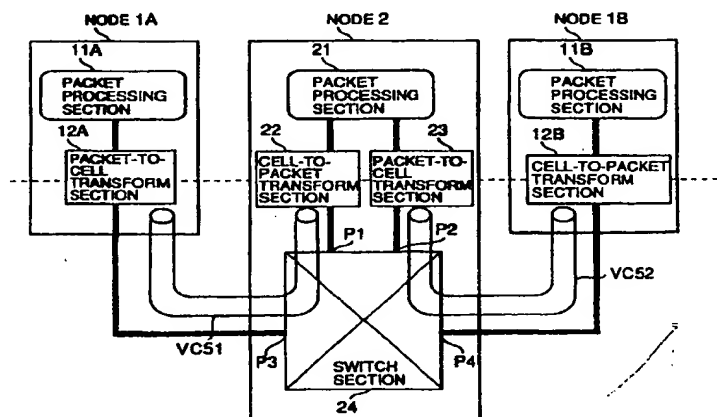 NODE 1A
NODE 2
NODE 1B
11A
21
11B
PACKET
PROCESSING
SECTION
PACKET
PROCESSING
SECTION
PACKET
PROCESSING
SECTION
12A
22
23
12B
PACKET-TO-
CELL
TRANSFORM
SECTION
CELL-TO-
PACKET
TRANSFORM
SECTION
PACKET-TO-
CELL
TRANSFORM
SECTION
CELL-TO-PACKET
TRANSFORM
SECTION
P1
P2
VC51
VC52
P3
P4
SWITCH
SECTION
24